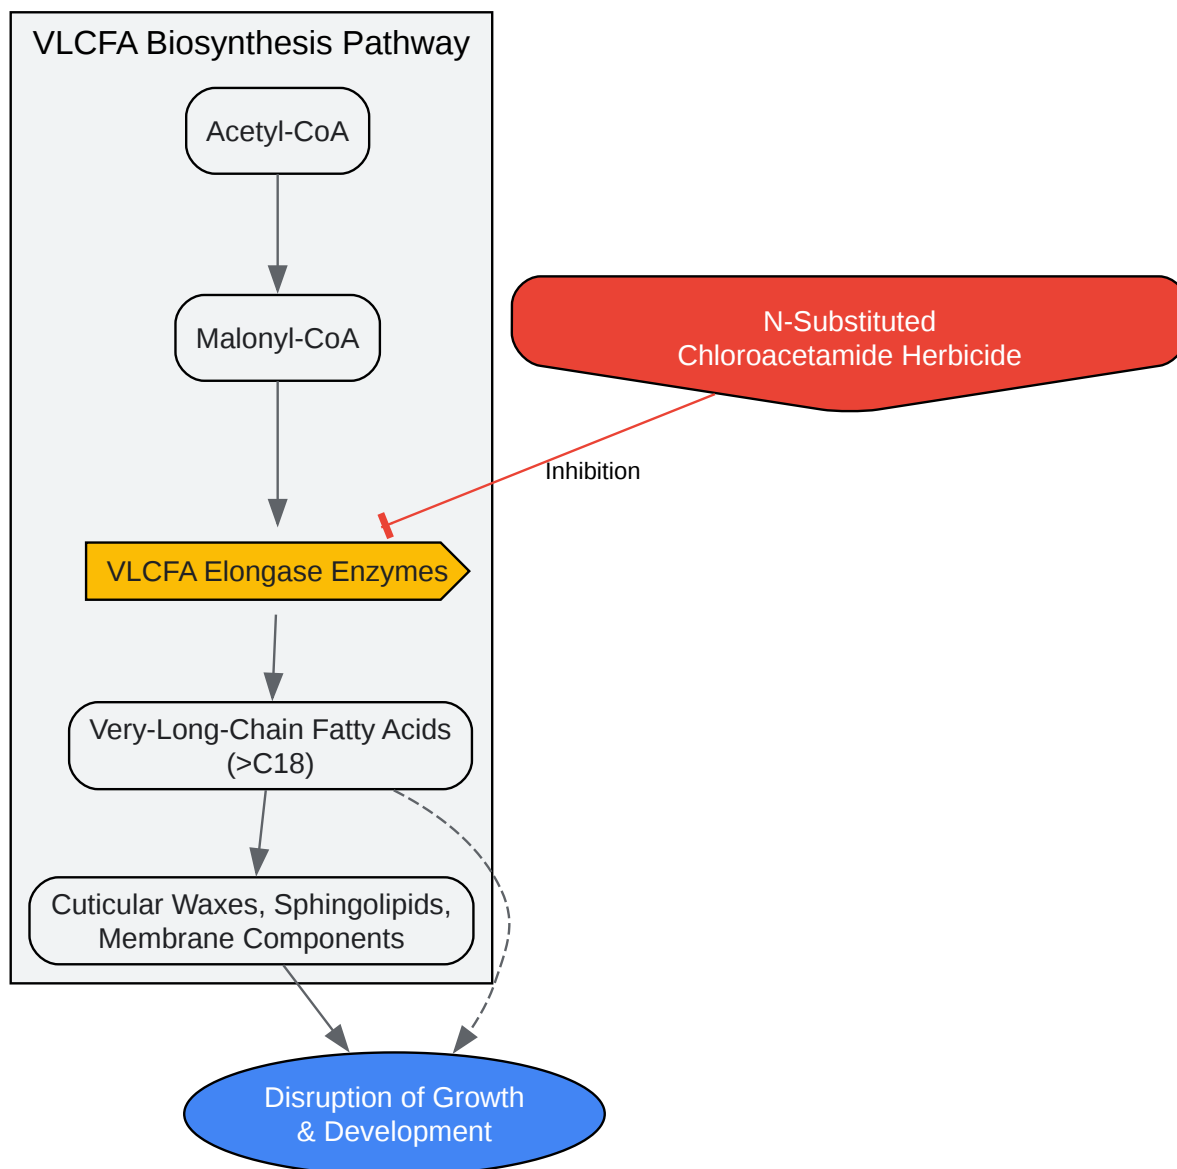 VLCFA Biosynthesis Pathway
Acetyl-CoA
Malonyl-CoA
N-Substituted
Chloroacetamide Herbicide
Inhibition
VLCFA Elongase Enzymes
Very-Long-Chain Fatty Acids
(>C18)
Cuticular Waxes, Sphingolipids,
Membrane Components
Disruption of Growth
& Development